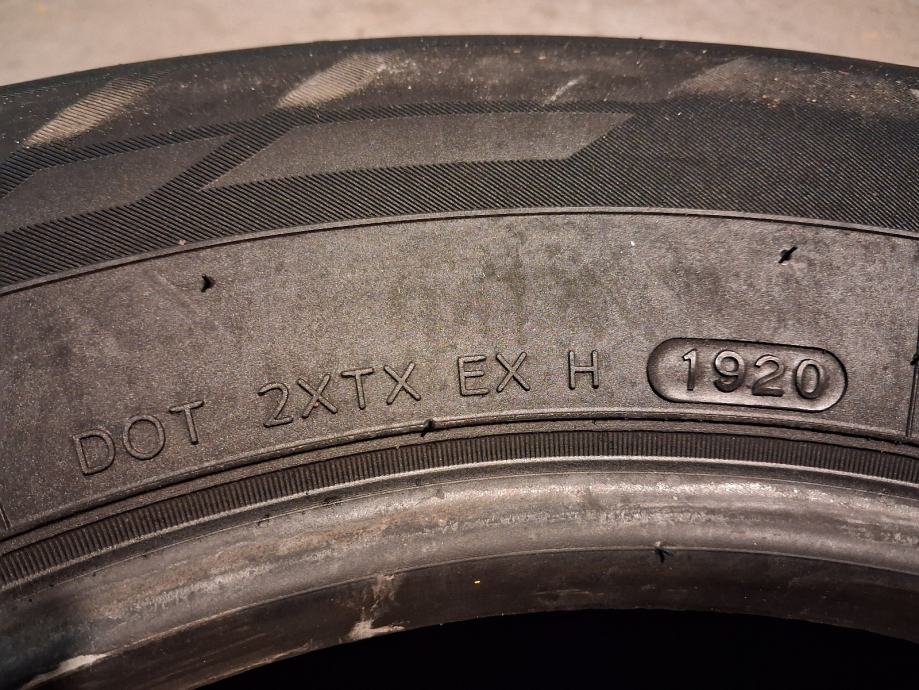 DOT 2XTX EX H 1920